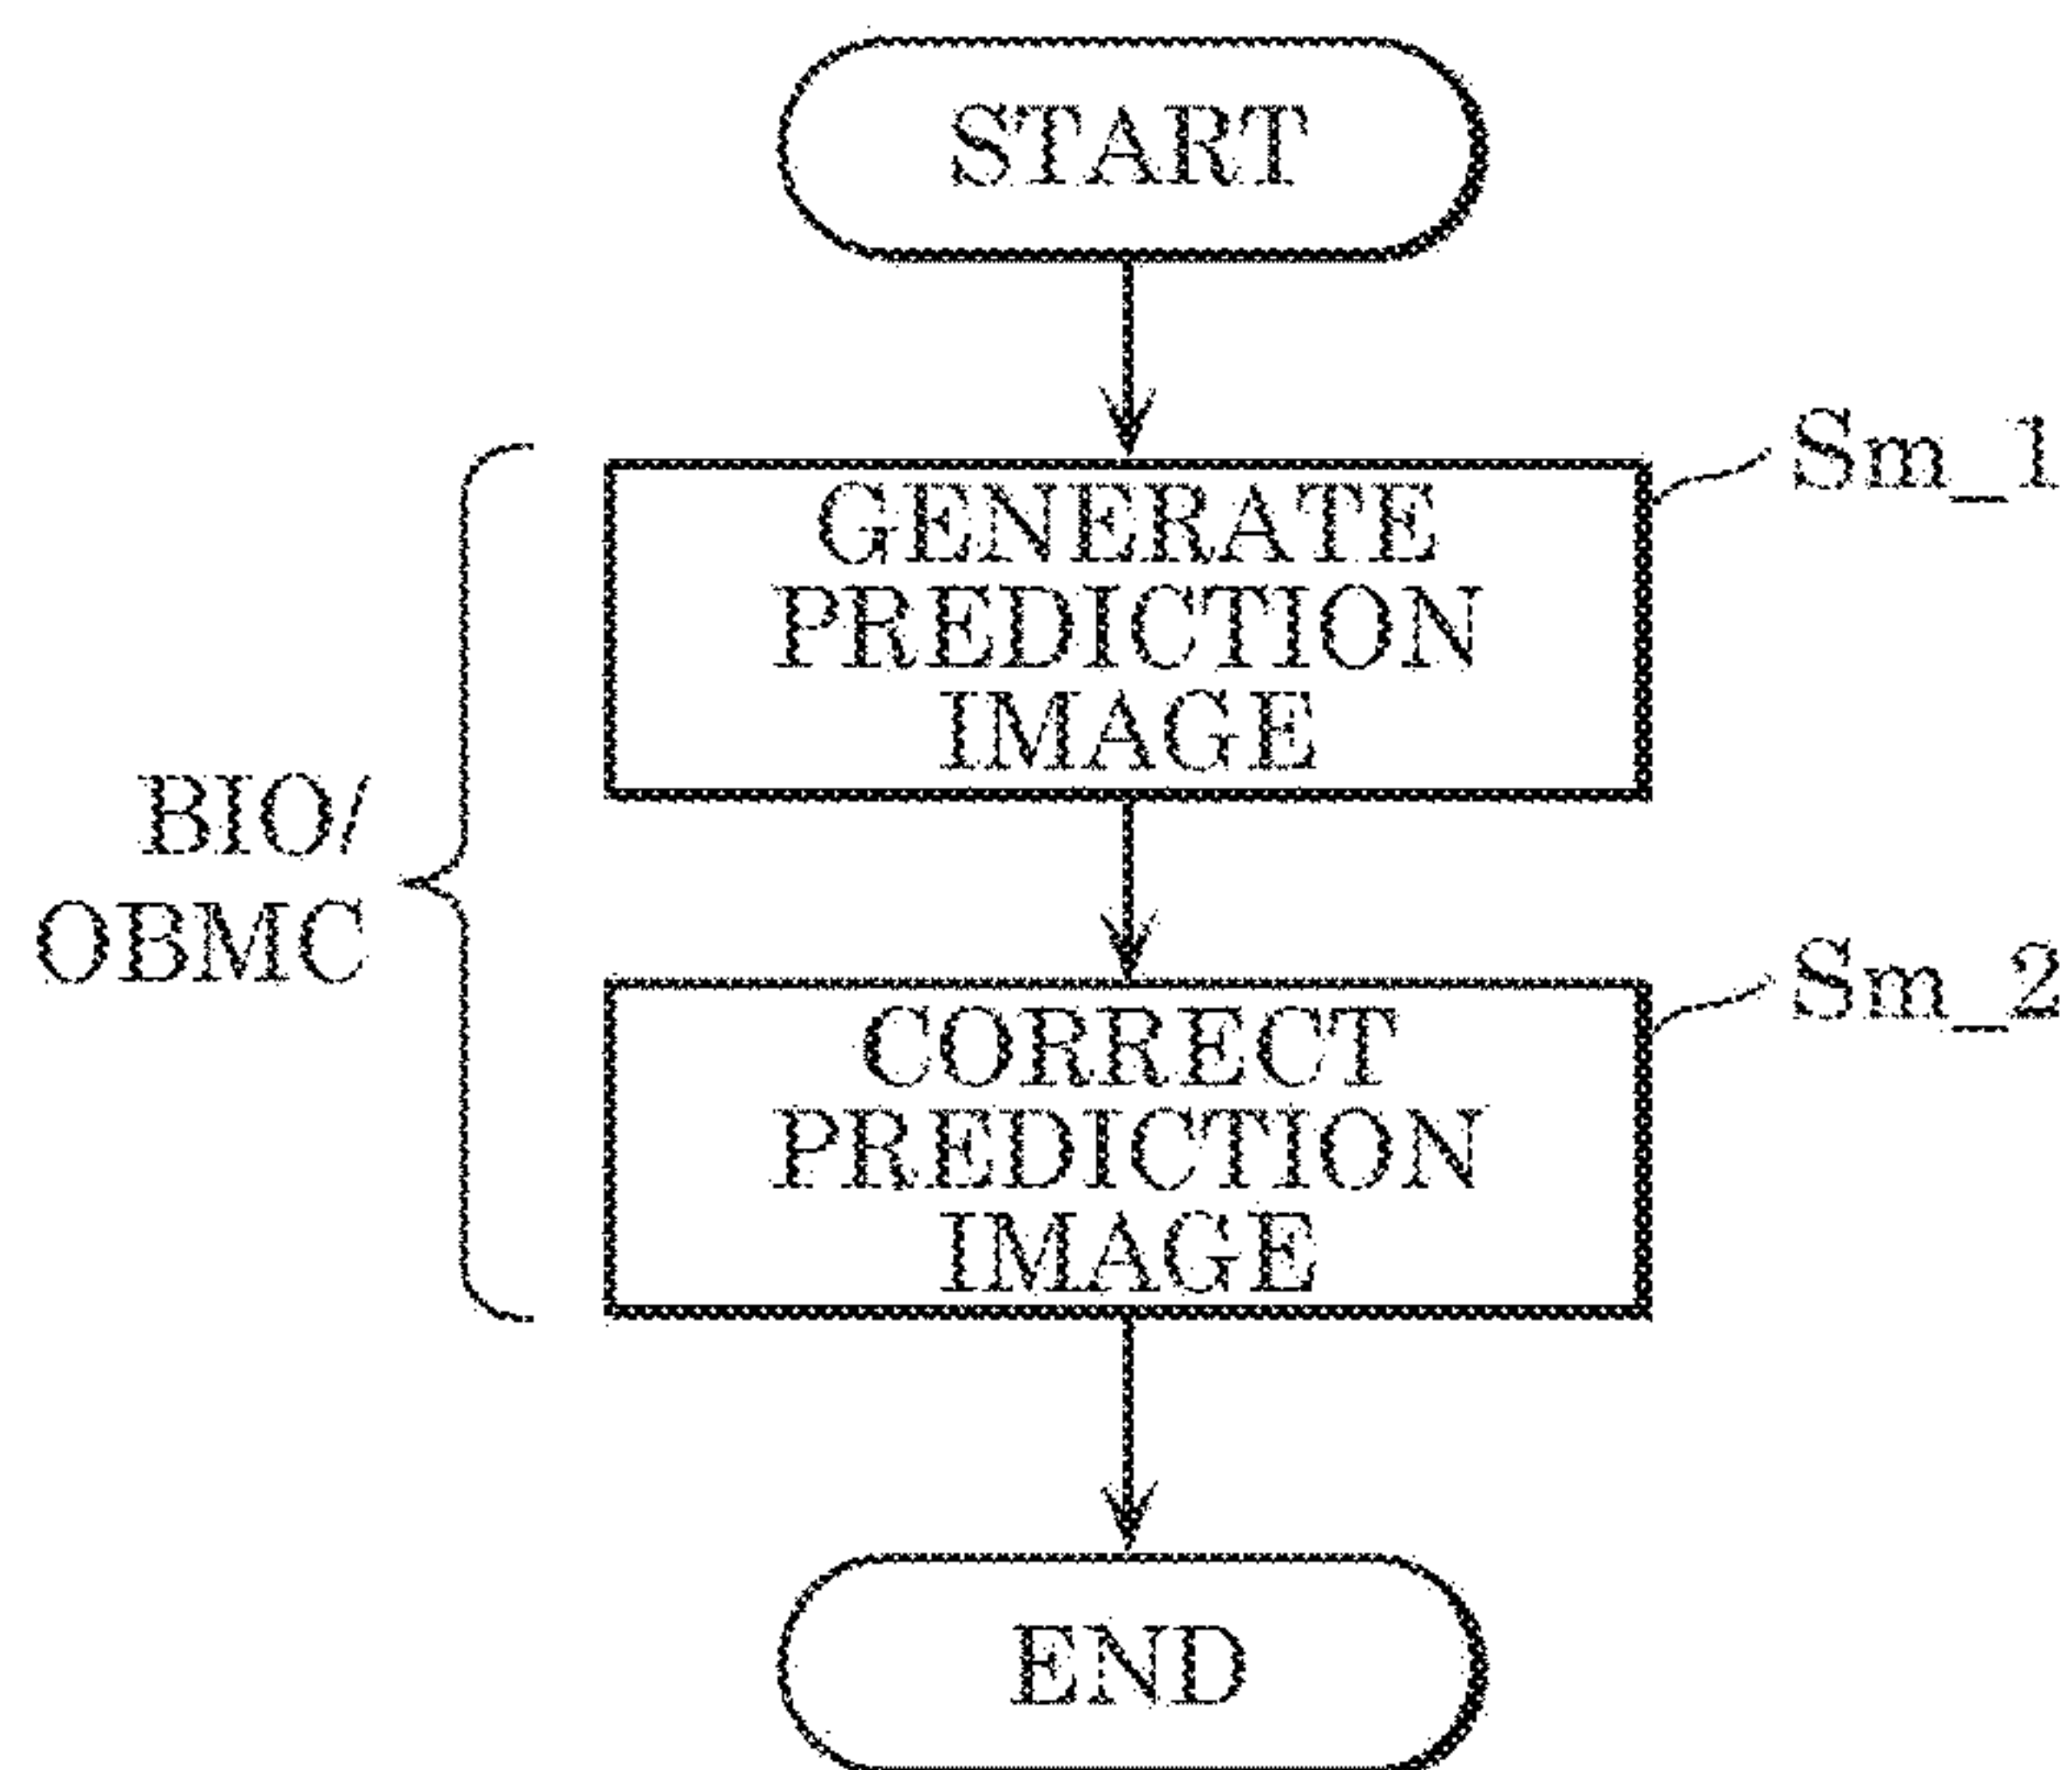 START
Sm_1
GENERATE
PREDICTION
IMAGE
BIO/
OBMC
Sm_2
CORRECT
PREDICTION
IMAGE
END